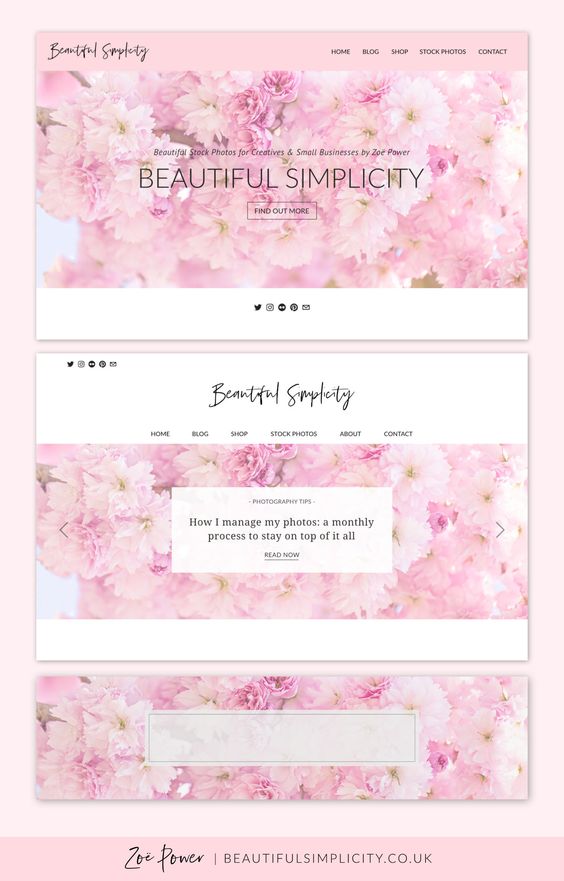 Beautiful Simplicity
HOME BLOG SHOP STOCK PHOTOS CONTACT
Beautiful Stock Photos for Creatives & Small Businesses by Zoë Power
BEAUTIFUL SIMPLICITY
FIND OUT MORE
Beautiful Simplicity
HOME BLOG SHOP STOCK PHOTOS ABOUT CONTACT
- PHOTOGRAPHY TIPS -
How I manage my photos: a monthly
process to stay on top of it all
READ NOW
Zoë Power | BEAUTIFULSIMPLICITY.CO.UK